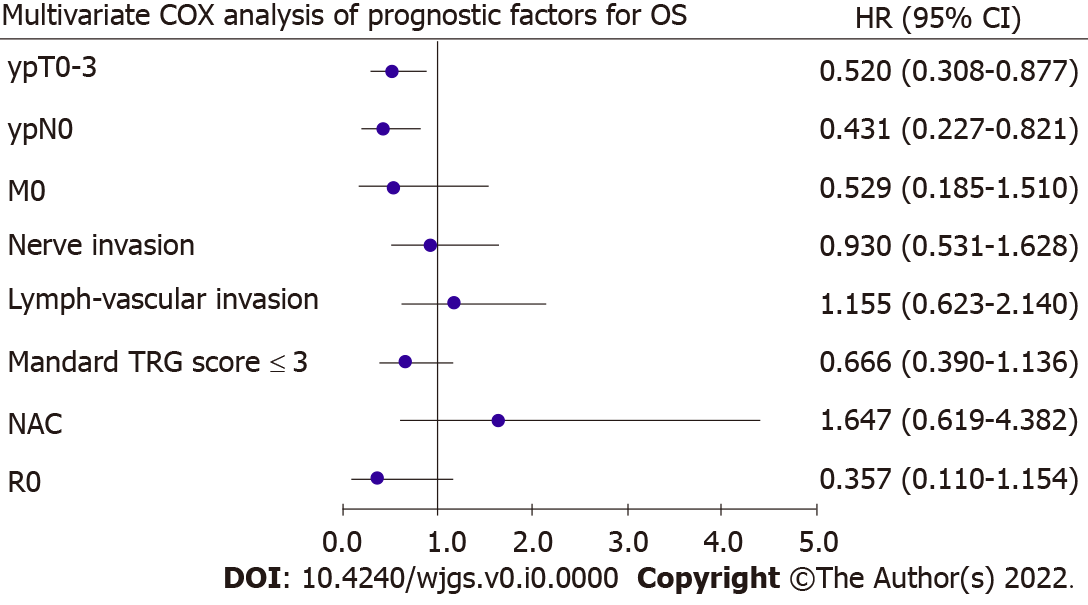 Multivariate COX analysis of prognostic factors for OS HR (95% CI)
ypT0-3 0.520 (0.308-0.877)
ypN0 0.431 (0.227-0.821)
M0 0.529 (0.185-1.510)
Nerve invasion 0.930 (0.531-1.628)
Lymph-vascular invasion 1.155 (0.623-2.140)
Mandard TRG score ≤ 3 0.666 (0.390-1.136)
NAC 1.647 (0.619-4.382)
R0 0.357 (0.110-1.154)
0.0 1.0 2.0 3.0 4.0 5.0
DOI: 10.4240/wjgs.v0.i0.0000 Copyright ©The Author(s) 2022.